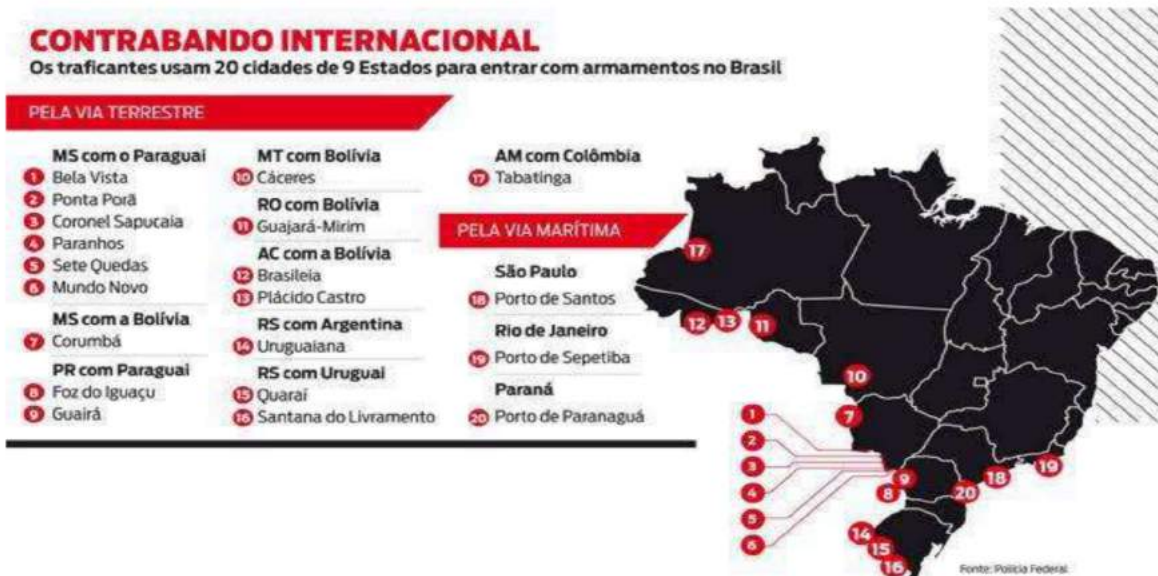 CONTRABANDO INTERNACIONAL
Os traficantes usam 20 cidades de 9 Estados para entrar com armamentos no Brasil
PELA VIA TERRESTRE
MS com o Paraguai
1 Bela Vista
2 Ponta Porã
3 Coronel Sapucaia
4 Paranhos
5 Sete Quedas
6 Mundo Novo
MS com a Bolívia
7 Corumbá
PR com Paraguai
8 Foz do Iguaçu
9 Guairá
MT com Bolívia
10 Cáceres
RO com Bolívia
11 Guajará-Mirim
AC com a Bolívia
12 Brasileia
13 Plácido Castro
RS com Argentina
14 Uruguaiana
RS com Uruguai
15 Quaraí
16 Santana do Livramento
AM com Colômbia
17 Tabatinga
PELA VIA MARÍTIMA
São Paulo
18 Porto de Santos
Rio de Janeiro
19 Porto de Sepetiba
Paraná
20 Porto de Paranaguá
17
12 13 11
10
7
1
2
3
4
5
6
9
8
18
19
20
14
15
16
Fonte: Polícia Federal